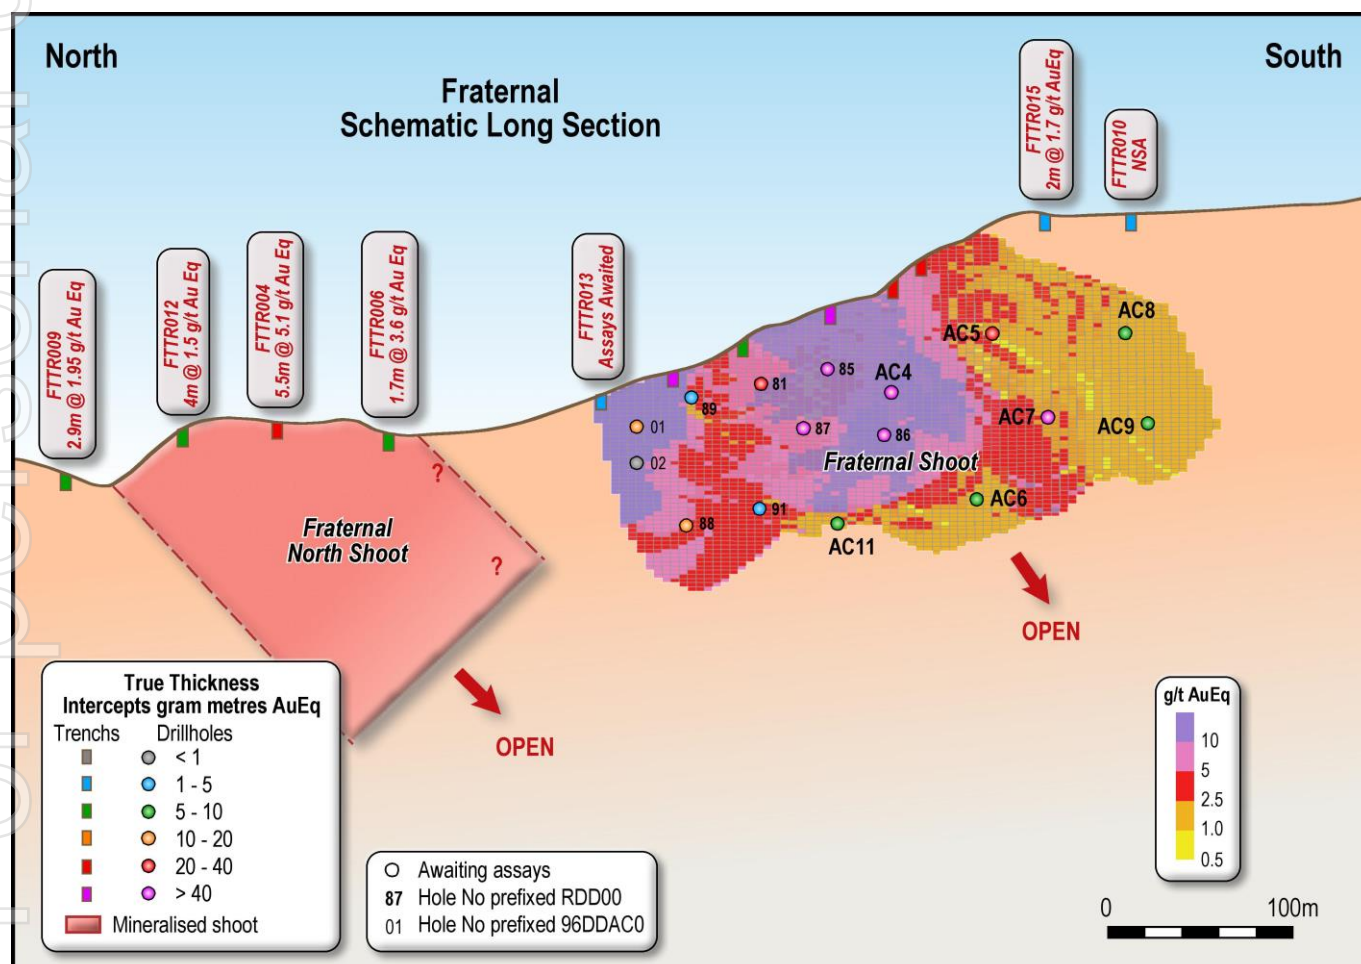 North
South
Fraternal
Schematic Long Section
FTTR009
2.9m @ 1.95 g/t Au Eq
FTTR012
4m @ 1.5 g/t Au Eq
FTTR004
5.5m @ 5.1 g/t Au Eq
FTTR006
1.7m @ 3.6 g/t Au Eq
FTTR013
Assays Awaited
FTTR015
2m @ 1.7 g/t AuEq
FTTR010
NSA
AC5
AC8
81
85
AC4
89
01
87
86
AC7
AC9
02
Fraternal Shoot
?
88
91
AC6
AC11
Fraternal
North Shoot
?
OPEN
OPEN
True Thickness
Intercepts gram metres AuEq
Trenchs Drillholes
< 1
1 - 5
5 - 10
10 - 20
20 - 40
> 40
Mineralised shoot
Awaiting assays
87 Hole No prefixed RDD00
01 Hole No prefixed 96DDAC0
g/t AuEq
10
5
2.5
1.0
0.5
0 100m